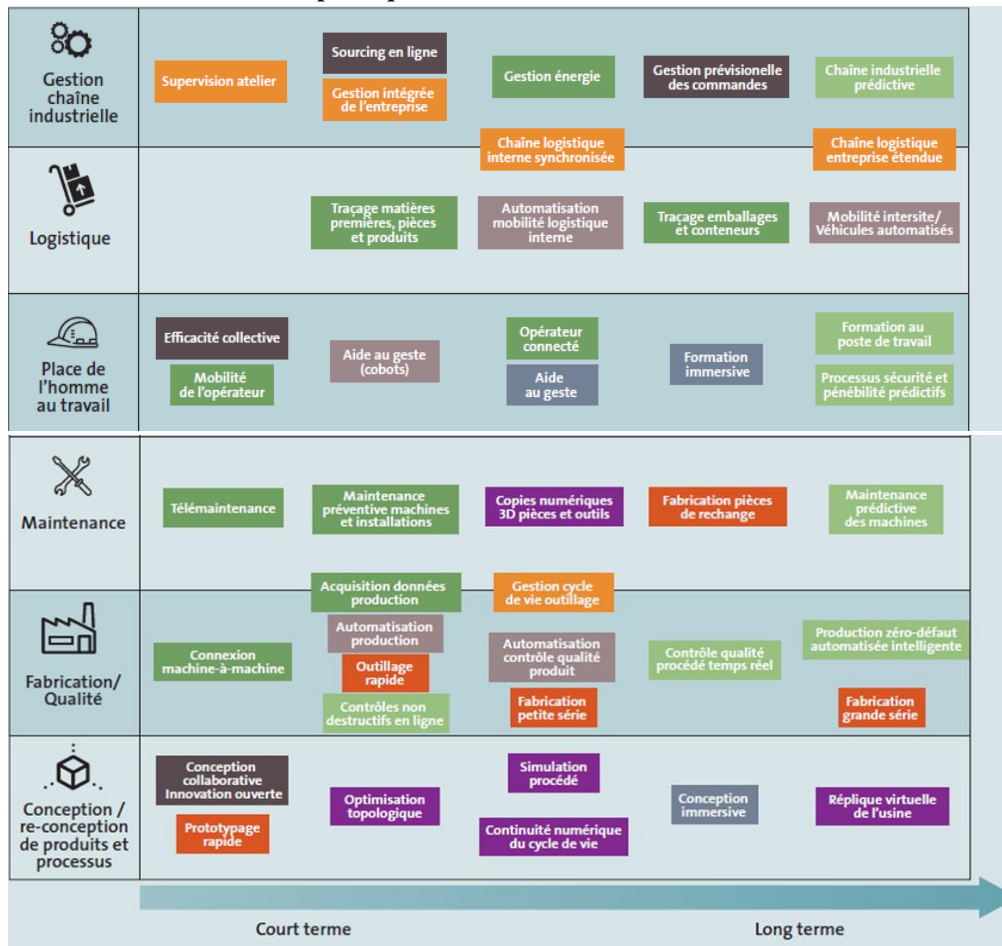 Gestion
chaîne
industrielle
Supervision atelier
Sourcing en ligne
Gestion intégrée
de l'entreprise
Gestion énergie
Gestion prévisionelle
des commandes
Chaîne industrielle
prédictive
Chaîne logistique
interne synchronisée
Chaîne logistique
entreprise étendue
Logistique
Traçage matières
premières, pièces
et produits
Automatisation
mobilité logistique
interne
Traçage emballages
et conteneurs
Mobilité intersite/
Véhicules automatisés
Place de
l'homme
au travail
Efficacité collective
Mobilité
de l'opérateur
Aide au geste
(cobots)
Opérateur
connecté
Aide
au geste
Formation
immersive
Formation au
poste de travail
Processus sécurité et
pénébilité prédictifs
Maintenance
Télémaintenance
Maintenance
préventive machines
et installations
Copies numériques
3D pièces et outils
Fabrication pièces
de rechange
Maintenance
prédictive
des machines
Acquisition données
production
Gestion cycle
de vie outillage
Fabrication/
Qualité
Connexion
machine-à-machine
Automatisation
production
Outillage
rapide
Contrôles non
destructifs en ligne
Automatisation
contrôle qualité
produit
Fabrication
petite série
Contrôle qualité
procédé temps réel
Production zéro-défaut
automatisée intelligente
Fabrication
grande série
Conception /
re-conception
de produits et
processus
Conception
collaborative
Innovation ouverte
Prototypage
rapide
Optimisation
topologique
Simulation
procédé
Continuité numérique
du cycle de vie
Conception
immersive
Réplique virtuelle
de l'usine
Court terme
Long terme